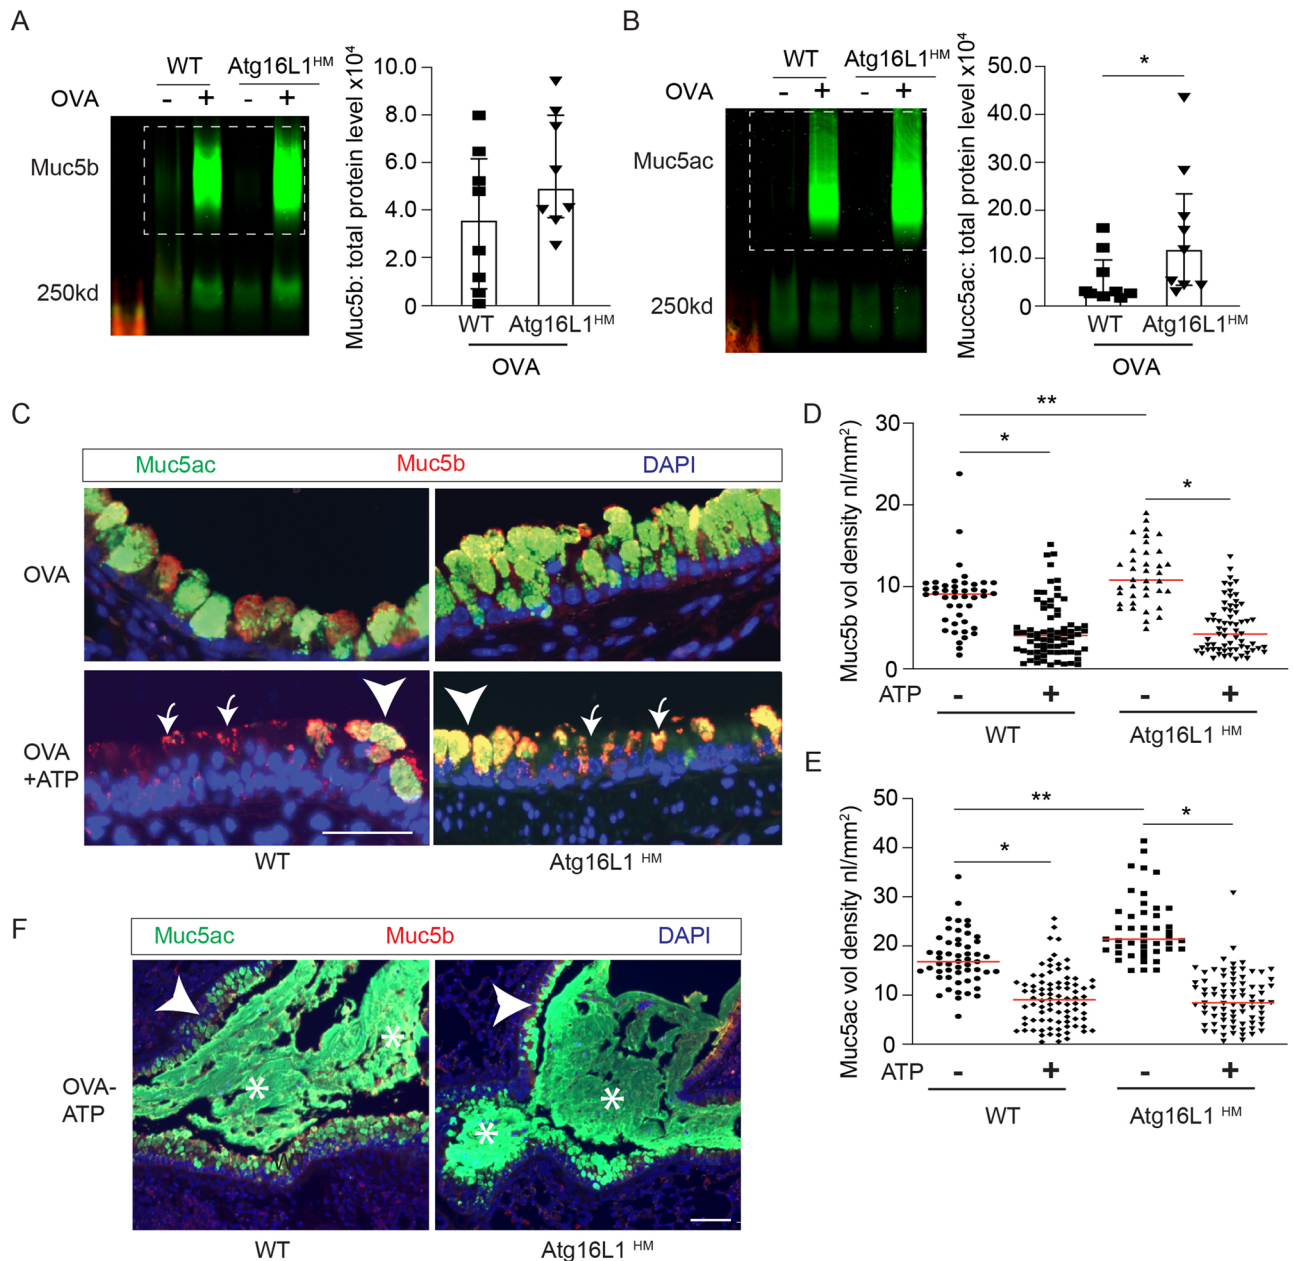 A
WT Atg16L1HM
OVA - + - +
Muc5b
250kd
Muc5b: total protein level x10⁴
10.0
8.0
6.0
4.0
2.0
0
WT Atg16L1HM
OVA
B
WT Atg16L1HM
OVA - + - +
Muc5ac
250kd
Mucc5ac: total protein level x10⁴
50.0
40.0
30.0
20.0
10.0
0
*
WT Atg16L1HM
OVA
C
Muc5ac Muc5b DAPI
OVA
OVA
+ATP
WT Atg16L1 HM
D
Muc5b vol density nl/mm²)
30
20
10
0
**
* *
ATP - + - +
WT Atg16L1 HM
E
Muc5ac vol density nl/mm²)
50
40
30
20
10
0
**
* *
ATP - + - +
WT Atg16L1 HM
F
Muc5ac Muc5b DAPI
OVA-
ATP
* *
* *
WT Atg16L1 HM